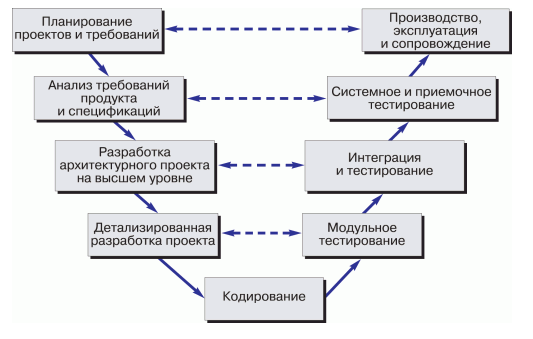 Планирование
проектов и требований
Производство,
эксплуатация
и сопровождение
Анализ требований
продукта
и спецификаций
Системное и приемочное
тестирование
Разработка
архитектурного проекта
на высшем уровне
Интеграция
и тестирование
Детализированная
разработка проекта
Модульное
тестирование
Кодирование